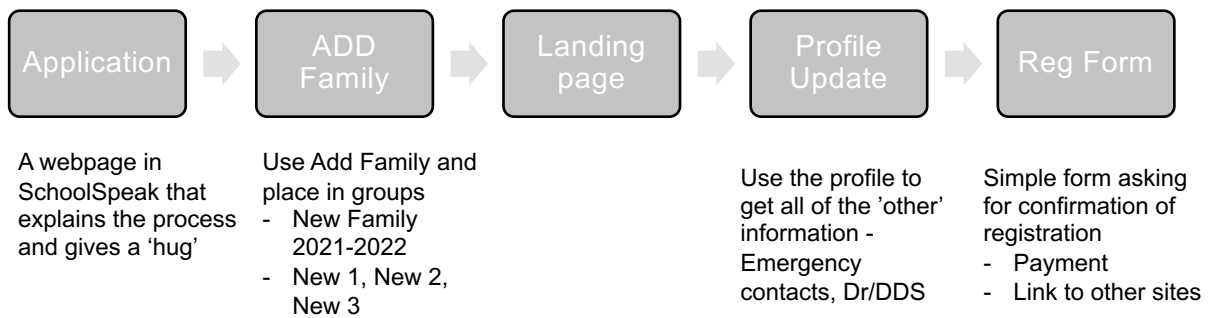 Application
ADD
Family
Landing
page
Profile
Update
Reg Form
A webpage in
SchoolSpeak that
explains the process
and gives a ‘hug’
Use Add Family and
place in groups
- New Family
2021-2022
- New 1, New 2,
New 3
Use the profile to
get all of the ’other’
information -
Emergency
contacts, Dr/DDS
Simple form asking
for confirmation of
registration
- Payment
- Link to other sites